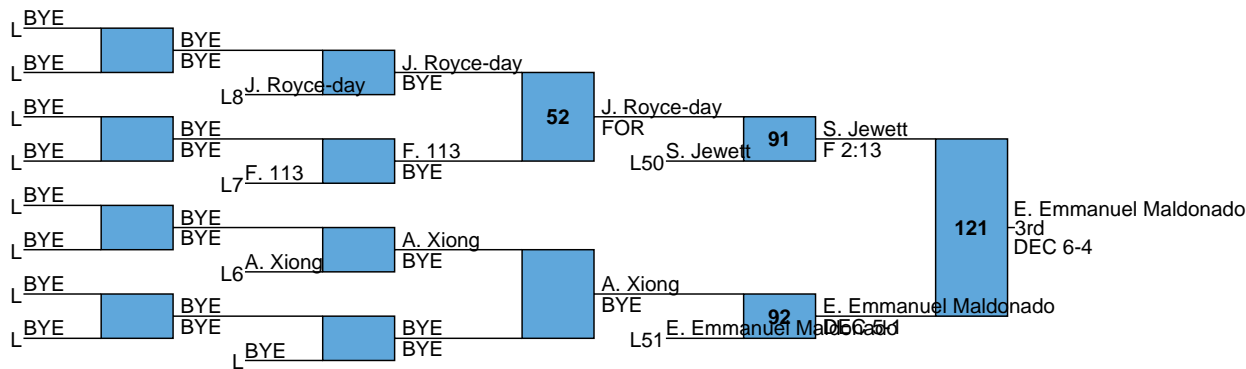 BYE
L
BYE
L
BYE
BYE
L8
J. Royce-day
J. Royce-day
BYE
BYE
L
BYE
L
BYE
BYE
L7
F. 113
F. 113
BYE
52
J. Royce-day
FOR
L50
S. Jewett
91
S. Jewett
F 2:13
BYE
L
BYE
L
BYE
BYE
L6
A. Xiong
A. Xiong
BYE
BYE
L
BYE
L
BYE
BYE
BYE
L
BYE
BYE
A. Xiong
BYE
L51
E. Emmanuel Maldonado
92
E. Emmanuel Maldonado
DEC 5-1
121
E. Emmanuel Maldonado
3rd
DEC 6-4